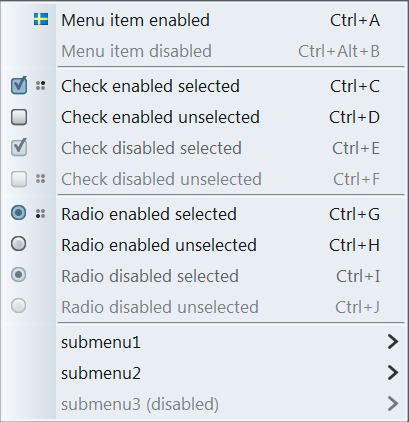 Menu item enabled Ctrl+A
Menu item disabled Ctrl+Alt+B
Check enabled selected Ctrl+C
Check enabled unselected Ctrl+D
Check disabled selected Ctrl+E
Check disabled unselected Ctrl+F
Radio enabled selected Ctrl+G
Radio enabled unselected Ctrl+H
Radio disabled selected Ctrl+I
Radio disabled unselected Ctrl+J
submenu1
submenu2
submenu3 (disabled)